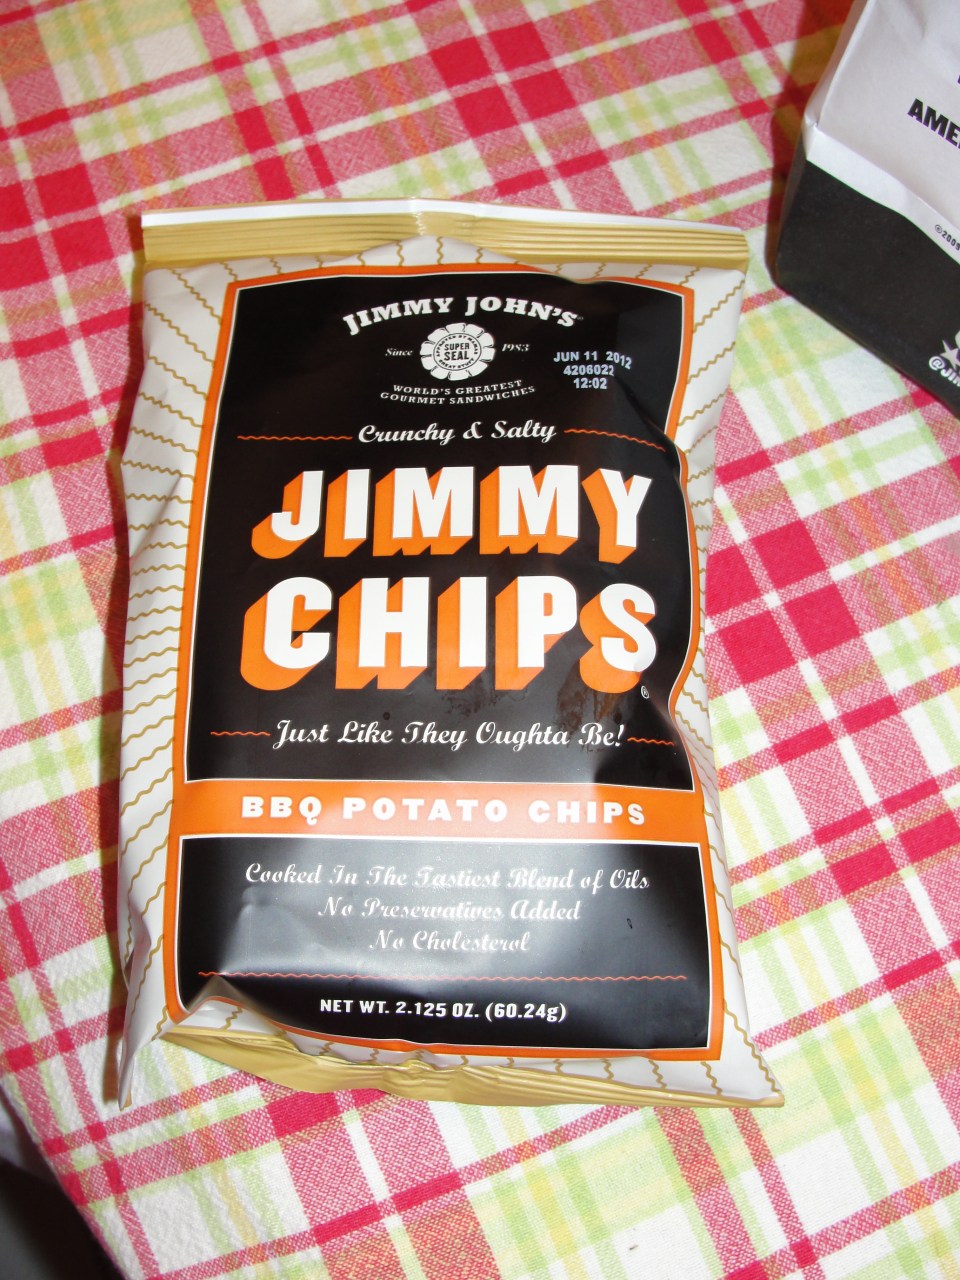 JIMMY JOHN'S
Since 1983
SUPER
SEAL
WORLD'S GREATEST
GOURMET SANDWICHES
JUN 11 2012
4206022
12:02
Crunchy & Salty
JIMMY
CHIPS®
Just Like They Oughta Be!
BBQ POTATO CHIPS
Cooked In The Tastiest Blend of Oils
No Preservatives Added
No Cholesterol
NET WT. 2.125 OZ. (60.24g)
©2009